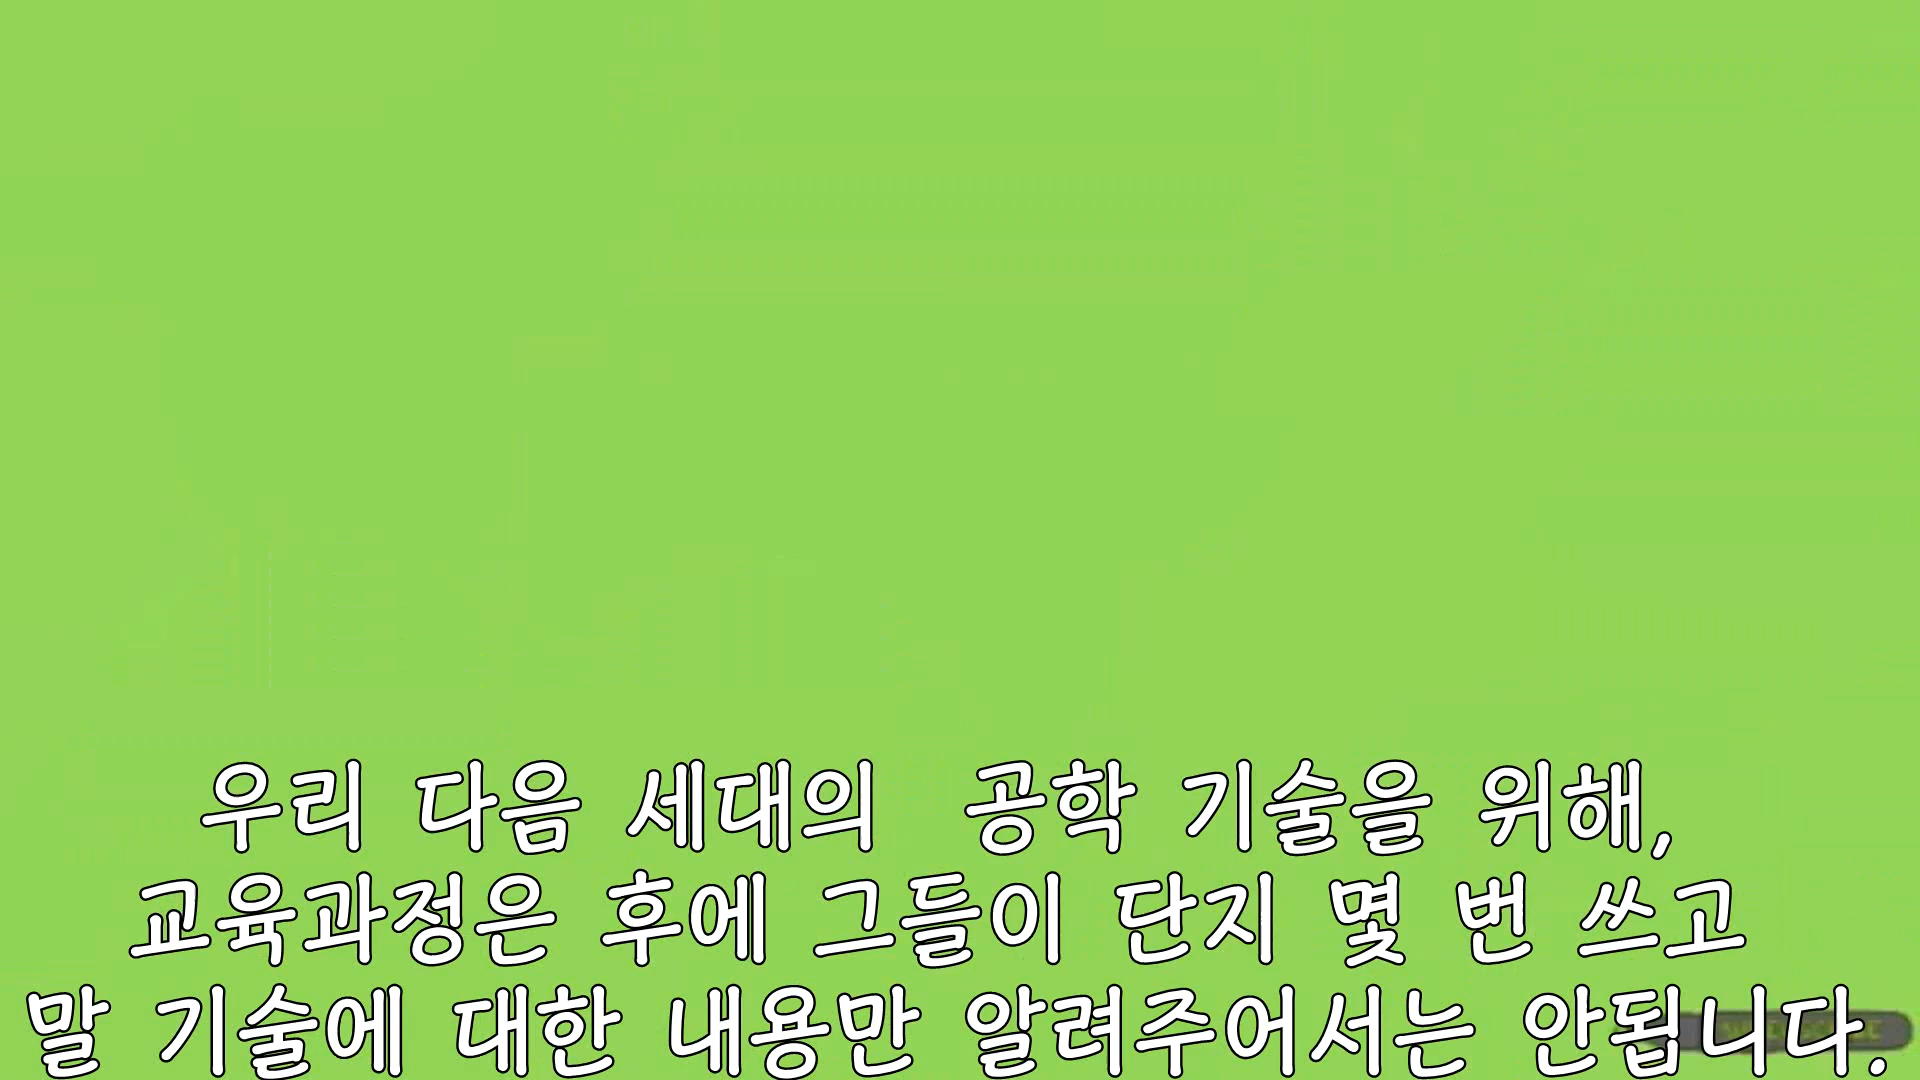 우리 다음 세대의 공학 기술을 위해,
교육과정은 후에 그들이 단지 몇 번 쓰고
말 기술에 대한 내용만 알려주어서는 안됩니다.